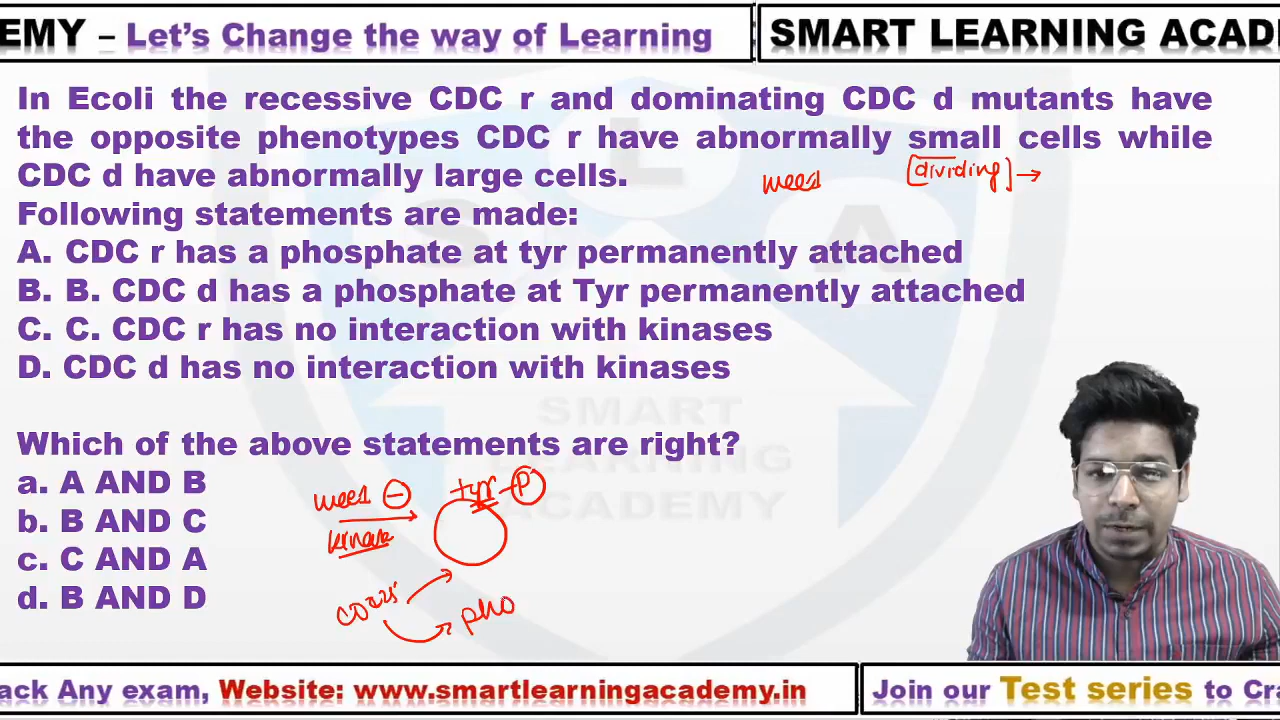 EMY – Let’s Change the way of Learning
SMART LEARNING ACAD
In Ecoli the recessive CDC r and dominating CDC d mutants have
the opposite phenotypes CDC r have abnormally small cells while
CDC d have abnormally large cells.
wee1 [dividing] →
Following statements are made:
A. CDC r has a phosphate at tyr permanently attached
B. B. CDC d has a phosphate at Tyr permanently attached
C. C. CDC r has no interaction with kinases
D. CDC d has no interaction with kinases
SMART
LEARNING
ACADEMY
Which of the above statements are right?
a. A AND B
b. B AND C
c. C AND A
d. B AND D
wee1 – tyr – P
kinase
cdc25 pho
S L A
ack Any exam, Website: www.smartlearningacademy.in
Join our Test series to Cra